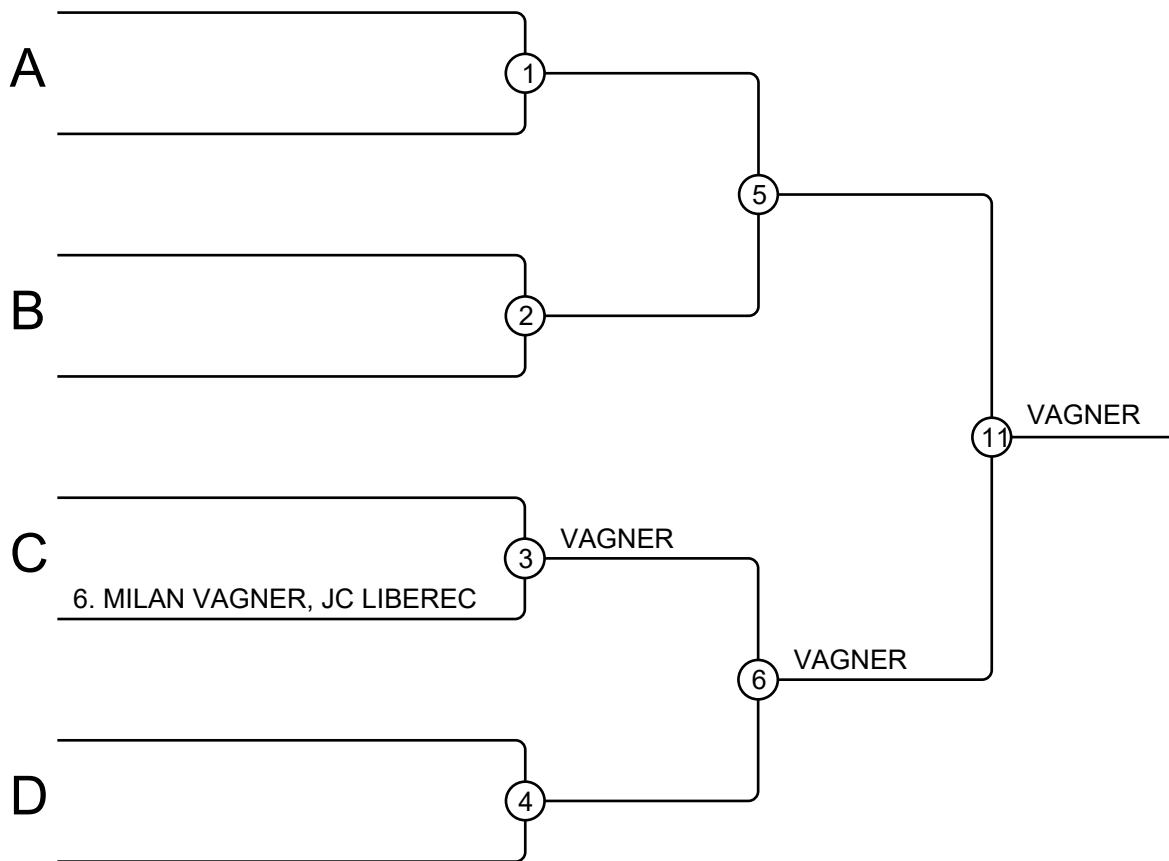 A
1
5
B
2
VAGNER
11
C
3
VAGNER
6. MILAN VAGNER, JC LIBEREC
VAGNER
6
D
4